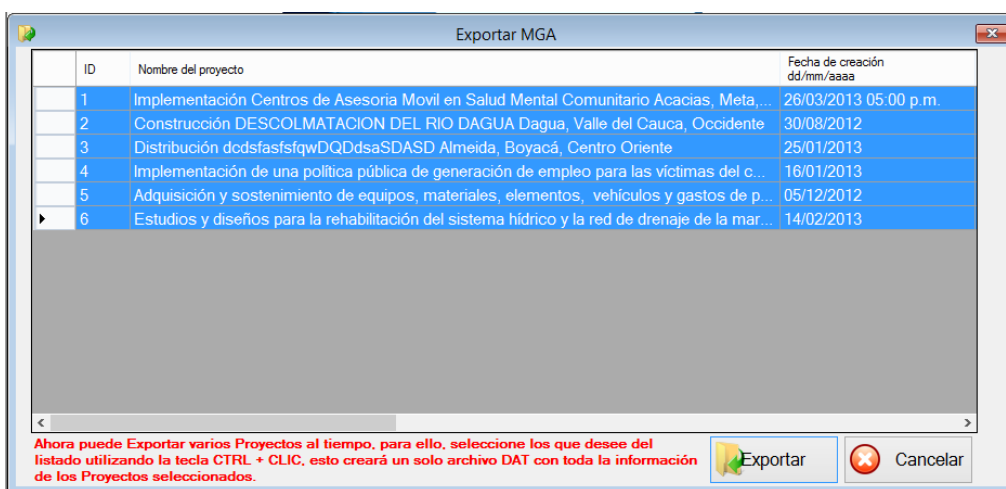 Exportar MGA
ID Nombre del proyecto Fecha de creación
dd/mm/aaaa
1 Implementación Centros de Asesoria Movil en Salud Mental Comunitario Acacias, Meta,... 26/03/2013 05:00 p.m.
2 Construcción DESCOLMATACION DEL RIO DAGUA Dagua, Valle del Cauca, Occidente 30/08/2012
3 Distribución dcdsfasfsfqwDQDdsaSDASD Almeida, Boyacá, Centro Oriente 25/01/2013
4 Implementación de una política pública de generación de empleo para las víctimas del c... 16/01/2013
5 Adquisición y sostenimiento de equipos, materiales, elementos, vehículos y gastos de p... 05/12/2012
6 Estudios y diseños para la rehabilitación del sistema hídrico y la red de drenaje de la mar... 14/02/2013
Ahora puede Exportar varios Proyectos al tiempo, para ello, seleccione los que desee del
listado utilizando la tecla CTRL + CLIC, esto creará un solo archivo DAT con toda la información
de los Proyectos seleccionados.
Exportar
Cancelar